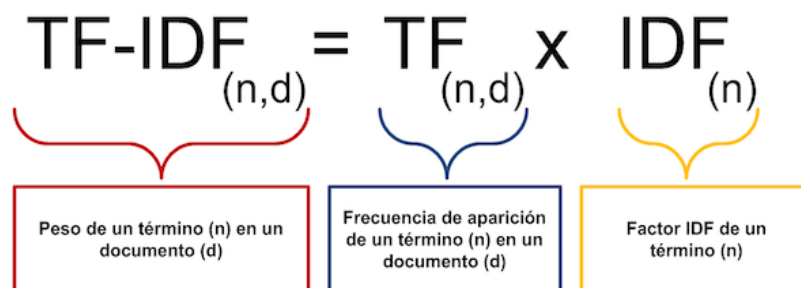 TF-IDF(n,d) = TF(n,d) x IDF(n)
Peso de un término (n) en un
documento (d)
Frecuencia de aparición
de un término (n) en un
documento (d)
Factor IDF de un
término (n)